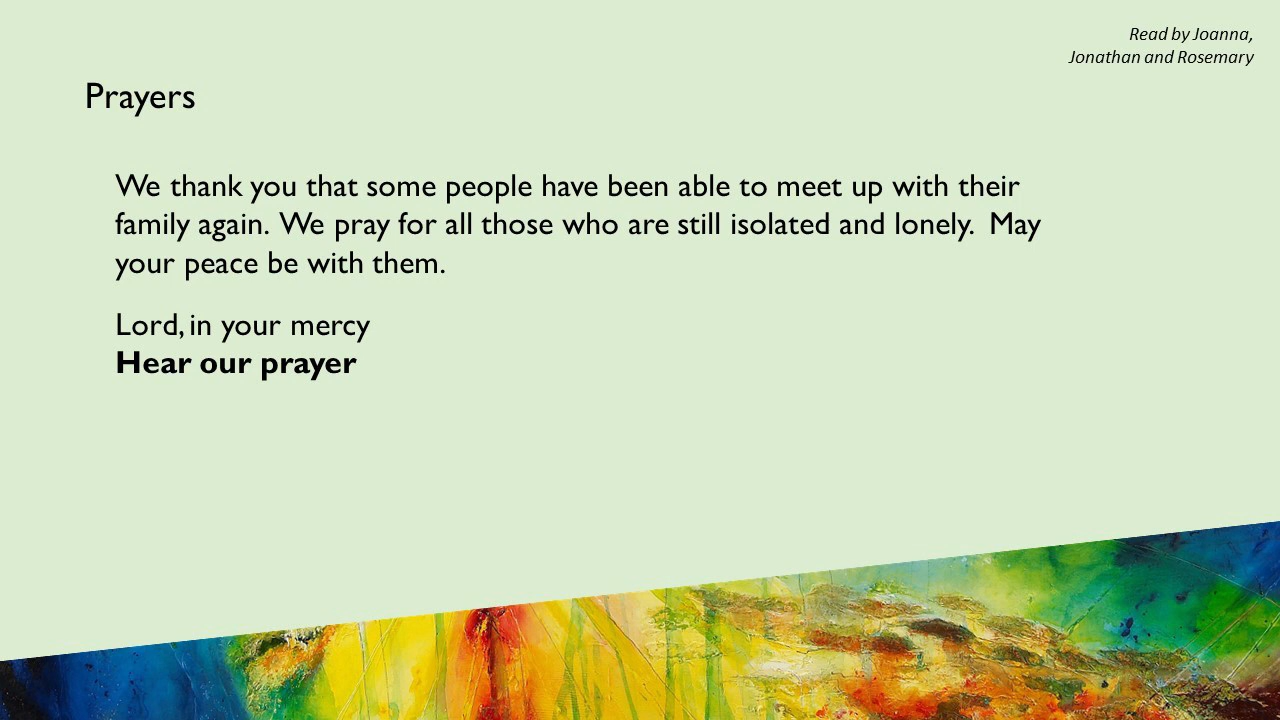 Read by Joanna,
Jonathan and Rosemary
Prayers
We thank you that some people have been able to meet up with their
family again.  We pray for all those who are still isolated and lonely.  May
your peace be with them.
Lord, in your mercy
Hear our prayer